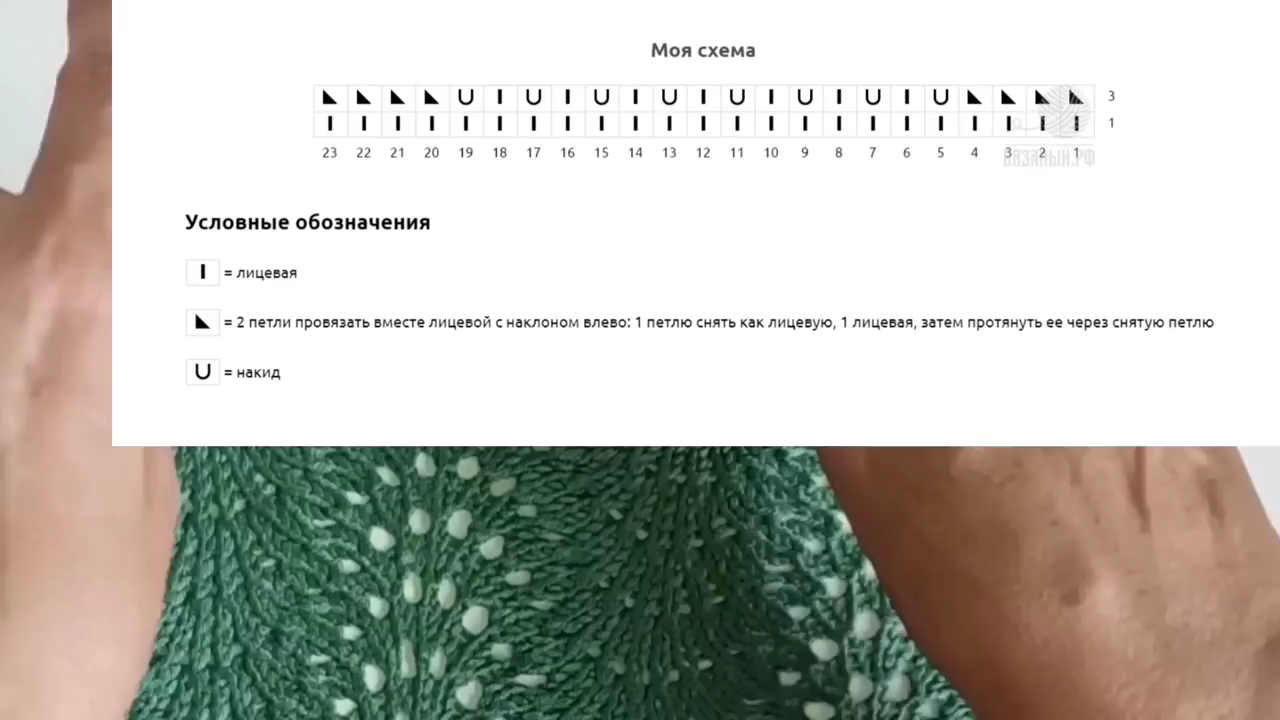 Моя схема
U I U I U I U I U I U I U I U 3
I I I I I I I I I I I I I I I I I I I I I I I 1
23 22 21 20 19 18 17 16 15 14 13 12 11 10 9 8 7 6 5 4 3 2 1
ВЯЗАНЫЙ.РФ
Условные обозначения
I = лицевая
= 2 петли провязать вместе лицевой с наклоном влево: 1 петлю снять как лицевую, 1 лицевая, затем протянуть ее через снятую петлю
U = накид